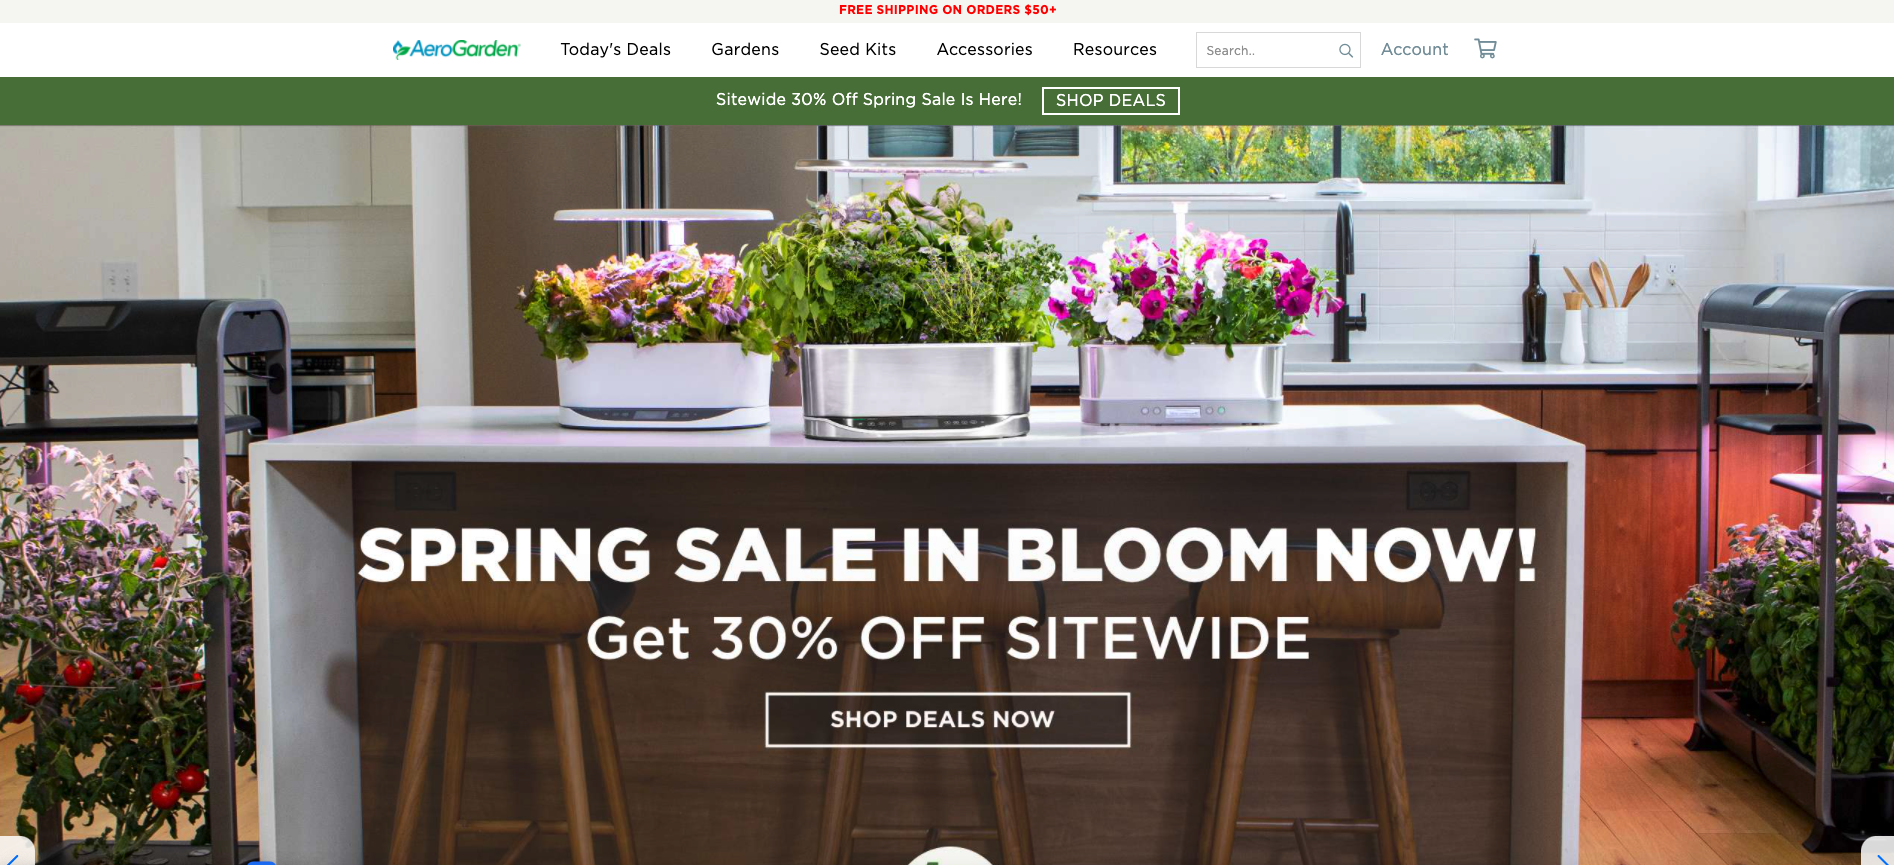 FREE SHIPPING ON ORDERS $50+
AeroGarden
Today's Deals
Gardens
Seed Kits
Accessories
Resources
Search..
Account
Sitewide 30% Off Spring Sale Is Here!
SHOP DEALS
SPRING SALE IN BLOOM NOW!
Get 30% OFF SITEWIDE
SHOP DEALS NOW